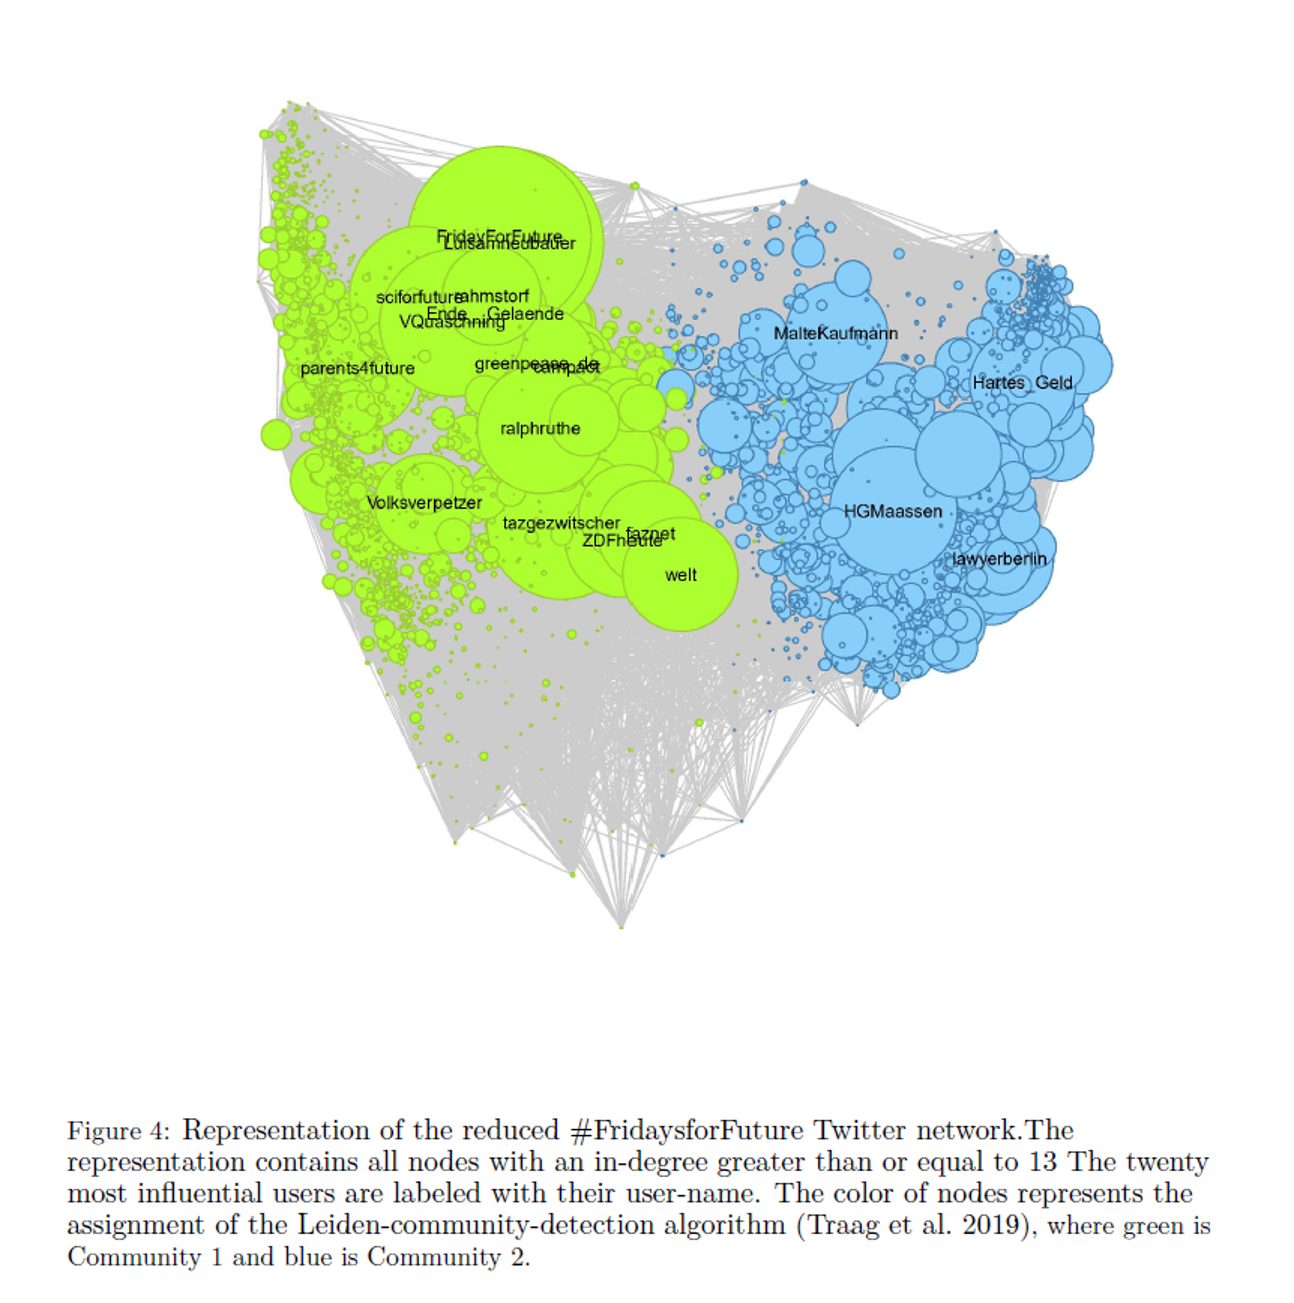 FridayForFuture
Luisamneubauer
sciforfuture
rahmstorf
Ende__Gelaende
VQuaschning
greenpeace_de
campact
parents4future
ralphruthe
Volksverpetzer
tazgezwitscher
faznet
ZDFheute
welt
MalteKaufmann
Hartes_Geld
HGMaassen
lawyerberlin
Figure 4: Representation of the reduced #FridaysforFuture Twitter network.The
representation contains all nodes with an in-degree greater than or equal to 13 The twenty
most influential users are labeled with their user-name. The color of nodes represents the
assignment of the Leiden-community-detection algorithm (Traag et al. 2019), where green is
Community 1 and blue is Community 2.